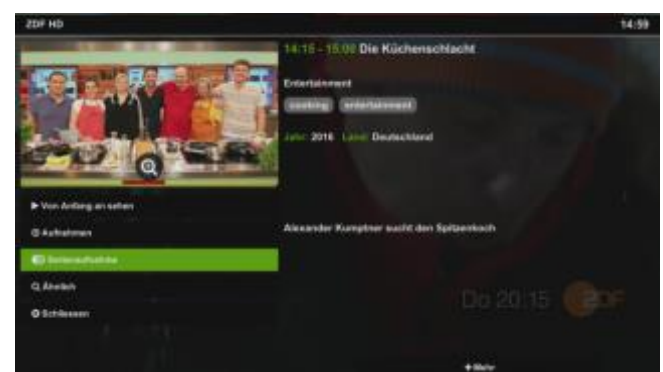 ZDF HD
14:59
14:15 - 15:00 Die Küchenschlacht
Entertainment
cooking entertainment
Jahr: 2016 Land: Deutschland
▶ Von Anfang an sehen
Aufnahmen
Serienaufnahme
Alexander Kumptner sucht den Spitzenkoch
Ähnlich
Do 20:15 ZDF
Schliessen
+ Mehr